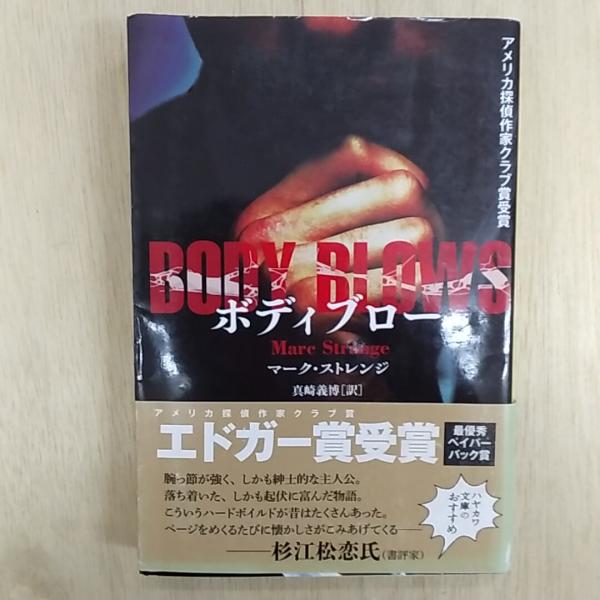 アメリカ探偵作家クラブ賞受賞
BODY BLOWS
ボディブロー
Marc Strange
マーク・ストレンジ
真崎義博[訳]
アメリカ探偵作家クラブ賞
エドガー賞受賞
最優秀
ペイパー
バック賞
腕っ節が強く、しかも紳士的な主人公。
落ち着いた、しかも起伏に富んだ物語。
こういうハードボイルドが昔はたくさんあった。
ページをめくるたびに懐かしさがこみあげてくる――
――杉江松恋氏(書評家)
ハヤカワ
文庫の
おすすめ